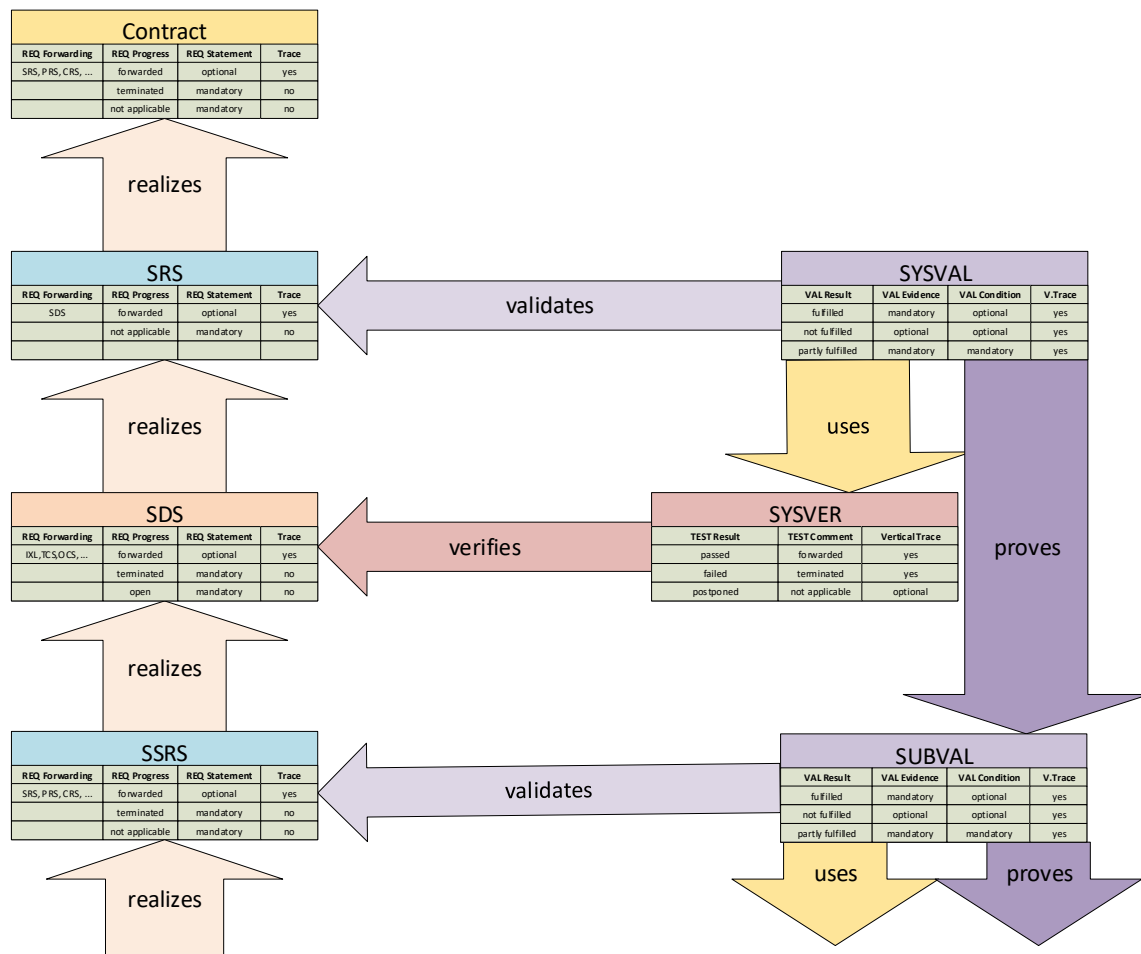 Contract
REQ Forwarding REQ Progress REQ Statement Trace
SRS, PRS, CRS, ... forwarded optional yes
terminated mandatory no
not applicable mandatory no
realizes
SRS
REQ Forwarding REQ Progress REQ Statement Trace
SDS forwarded optional yes
not applicable mandatory no
validates
SYSVAL
VAL Result VAL Evidence VAL Condition V.Trace
fulfilled mandatory optional yes
not fulfilled optional optional yes
partly fulfilled mandatory mandatory yes
realizes
uses
SDS
REQ Forwarding REQ Progress REQ Statement Trace
IXL,TCS,OCS, ... forwarded optional yes
terminated mandatory no
open mandatory no
verifies
SYSVER
TEST Result TEST Comment Vertical Trace
passed forwarded yes
failed terminated yes
postponed not applicable optional
proves
realizes
SSRS
REQ Forwarding REQ Progress REQ Statement Trace
SRS, PRS, CRS, ... forwarded optional yes
terminated mandatory no
not applicable mandatory no
validates
SUBVAL
VAL Result VAL Evidence VAL Condition V.Trace
fulfilled mandatory optional yes
not fulfilled optional optional yes
partly fulfilled mandatory mandatory yes
realizes
uses
proves